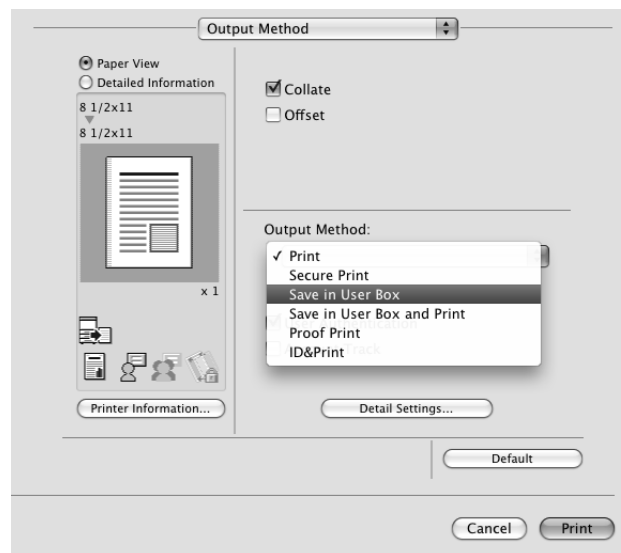 Output Method
Paper View
Detailed Information
8 1/2x11
8 1/2x11
x 1
Printer Information...
Collate
Offset
Output Method:
✓ Print
Secure Print
Save in User Box
Save in User Box and Print
Proof Print
ID&Print
Detail Settings...
Default
Cancel
Print